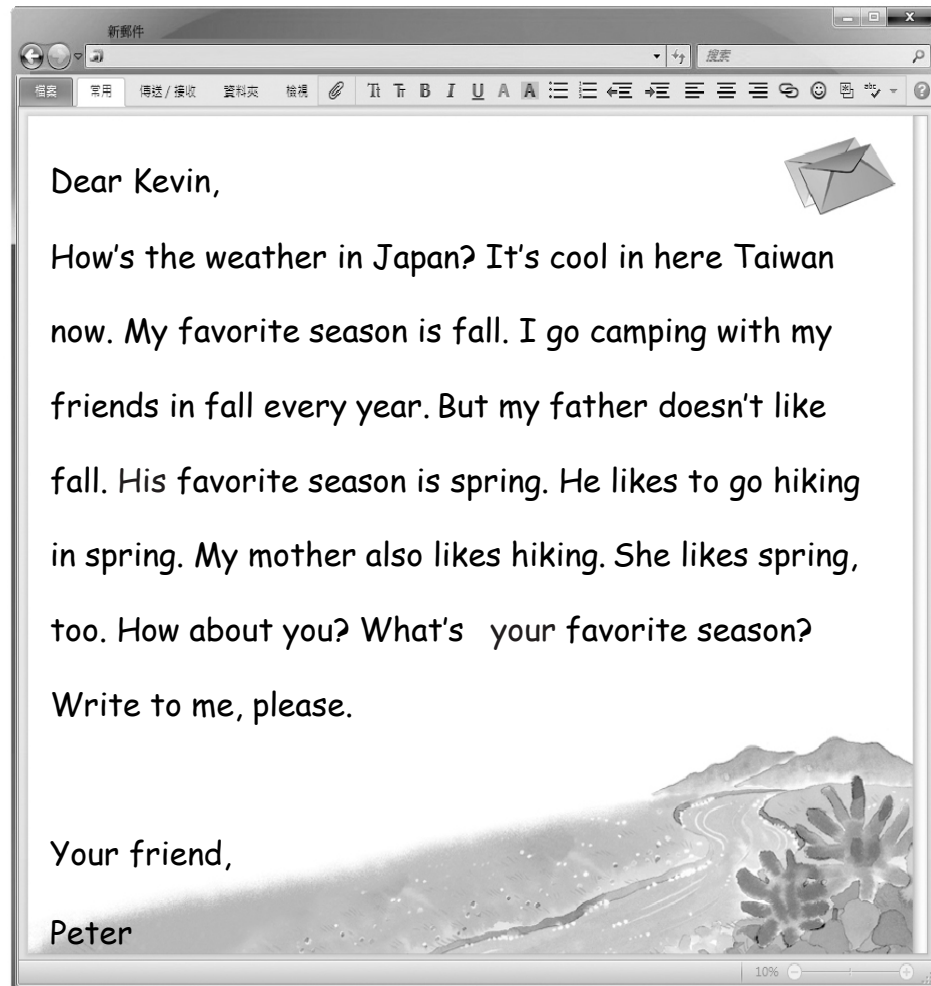 新郵件
搜索
檔案 常用 傳送 / 接收 資料夾 檢視 Tt Tr B I U A A abc
Dear Kevin,
How's the weather in Japan? It's cool in here Taiwan
now. My favorite season is fall. I go camping with my
friends in fall every year. But my father doesn't like
fall. His favorite season is spring. He likes to go hiking
in spring. My mother also likes hiking. She likes spring,
too. How about you? What's your favorite season?
Write to me, please.
Your friend,
Peter
10%